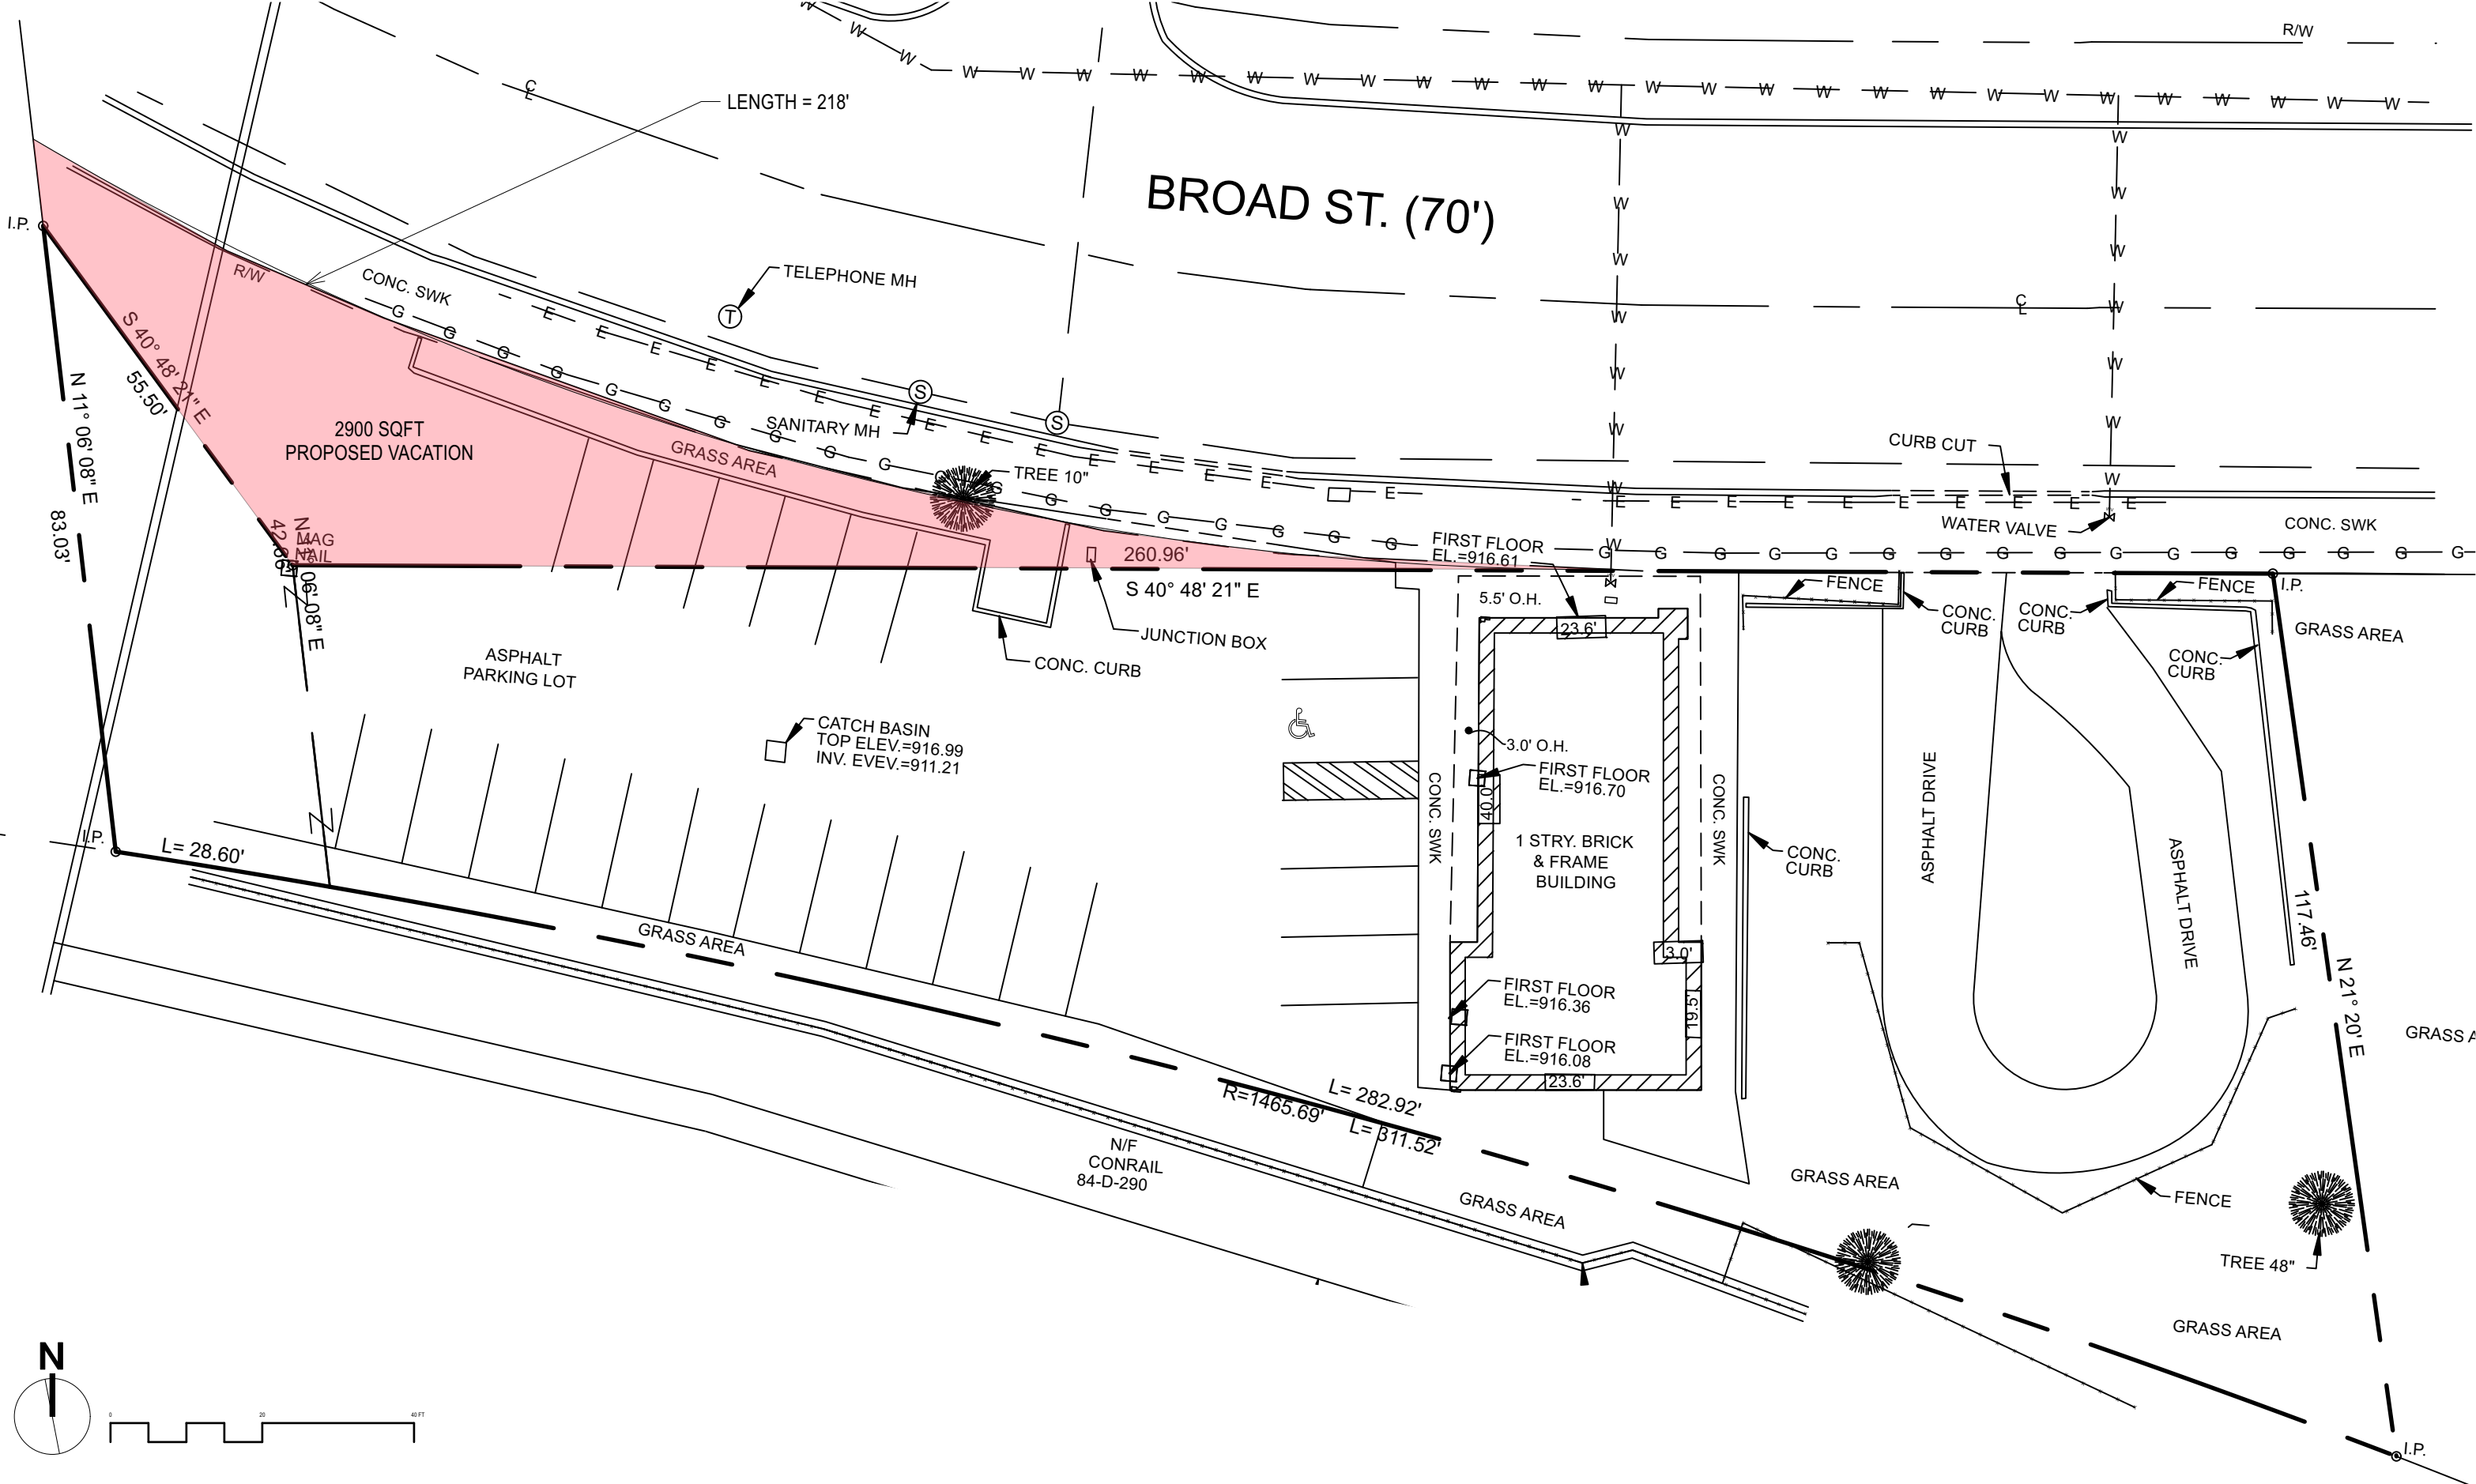 R/W
C
L
LENGTH = 218'
BROAD ST. (70')
I.P.
R/W
CONC. SWK
TELEPHONE MH
T
S 40° 48' 21" E
55.50'
N 11° 06' 08" E
83.03'
2900 SQFT
PROPOSED VACATION
GRASS AREA
SANITARY MH
S
S
TREE 10"
C
L
CURB CUT
WATER VALVE
CONC. SWK
MAG
NAIL
N 11° 06' 08" E
260.96'
S 40° 48' 21" E
FIRST FLOOR
EL.=916.61
5.5' O.H.
23.6'
FENCE
CONC.
CURB
CONC.
CURB
FENCE
I.P.
GRASS AREA
CONC.
CURB
JUNCTION BOX
CONC. CURB
ASPHALT
PARKING LOT
CATCH BASIN
TOP ELEV.=916.99
INV. EVEV.=911.21
3.0' O.H.
FIRST FLOOR
EL.=916.70
40.0'
CONC. SWK
1 STRY. BRICK
& FRAME
BUILDING
CONC. SWK
CONC.
CURB
ASPHALT DRIVE
ASPHALT DRIVE
117.46'
N 21° 20' E
I.P.
L= 28.60'
GRASS AREA
3.0'
19.5'
FIRST FLOOR
EL.=916.36
FIRST FLOOR
EL.=916.08
23.6'
GRASS A
L= 282.92'
R=1465.69'
L= 311.52'
N/F
CONRAIL
84-D-290
GRASS AREA
GRASS AREA
FENCE
TREE 48"
GRASS AREA
I.P.
N
0 20 40 FT
W W W W W W W W W W W W W W W W W W W W W W W W W W W W
W W W W W W W W W
W W W W W W W
G G G G G G G G G G G G G G G G G G G G G G G G G G G G G G G G G G G
E E E E E E E E E E E E E E E E E E E E E E E E E E